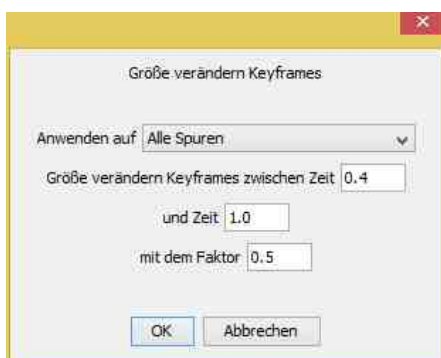 Größe verändern Keyframes
Anwenden auf Alle Spuren
Größe verändern Keyframes zwischen Zeit 0.4
und Zeit 1.0
mit dem Faktor 0.5
OK Abbrechen